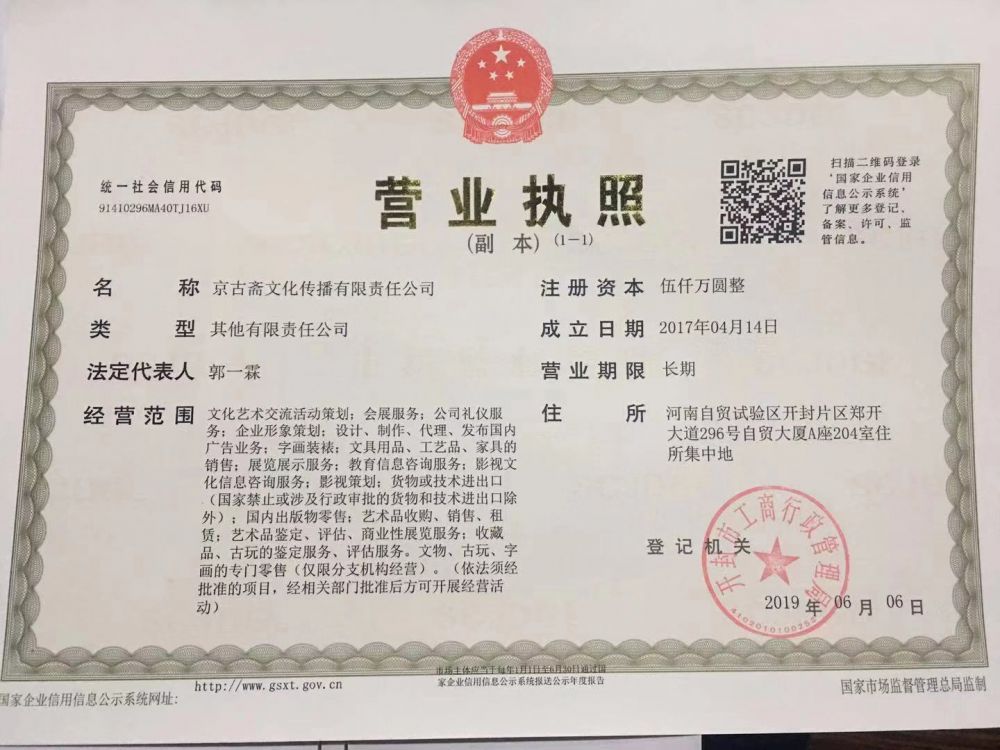 统一社会信用代码
91410296MA40TJ16XU
营业执照
(副 本) (1-1)
扫描二维码登录
‘国家企业信用
信息公示系统’
了解更多登记、
备案、许可、监
管信息。
名 称 京古斋文化传播有限责任公司
类 型 其他有限责任公司
法定代表人 郭一霖
经营范围 文化艺术交流活动策划；会展服务；公司礼仪服
务；企业形象策划；设计、制作、代理、发布国内
广告业务；字画装裱；文具用品、工艺品、家具的
销售；展览展示服务；教育信息咨询服务；影视文
化信息咨询服务；影视策划；货物或技术进出口
（国家禁止或涉及行政审批的货物和技术进出口除
外）；国内出版物零售；艺术品收购、销售、租
赁；艺术品鉴定、评估、商业性展览服务；收藏
品、古玩的鉴定服务、评估服务。文物、古玩、字
画的专门零售（仅限分支机构经营）。（依法须经
批准的项目，经相关部门批准后方可开展经营活
动）
注册资本 伍仟万圆整
成立日期 2017年04月14日
营业期限 长期
住 所 河南自贸试验区开封片区郑开
大道296号自贸大厦A座204室住
所集中地
登记机关
开封市工商行政管理局
2019 年 06 月 06 日
国家企业信用信息公示系统网址：
http://www.gsxt.gov.cn
市场主体应当于每年1月1日至6月30日通过国
家企业信用信息公示系统报送公示年度报告
国家市场监督管理总局监制